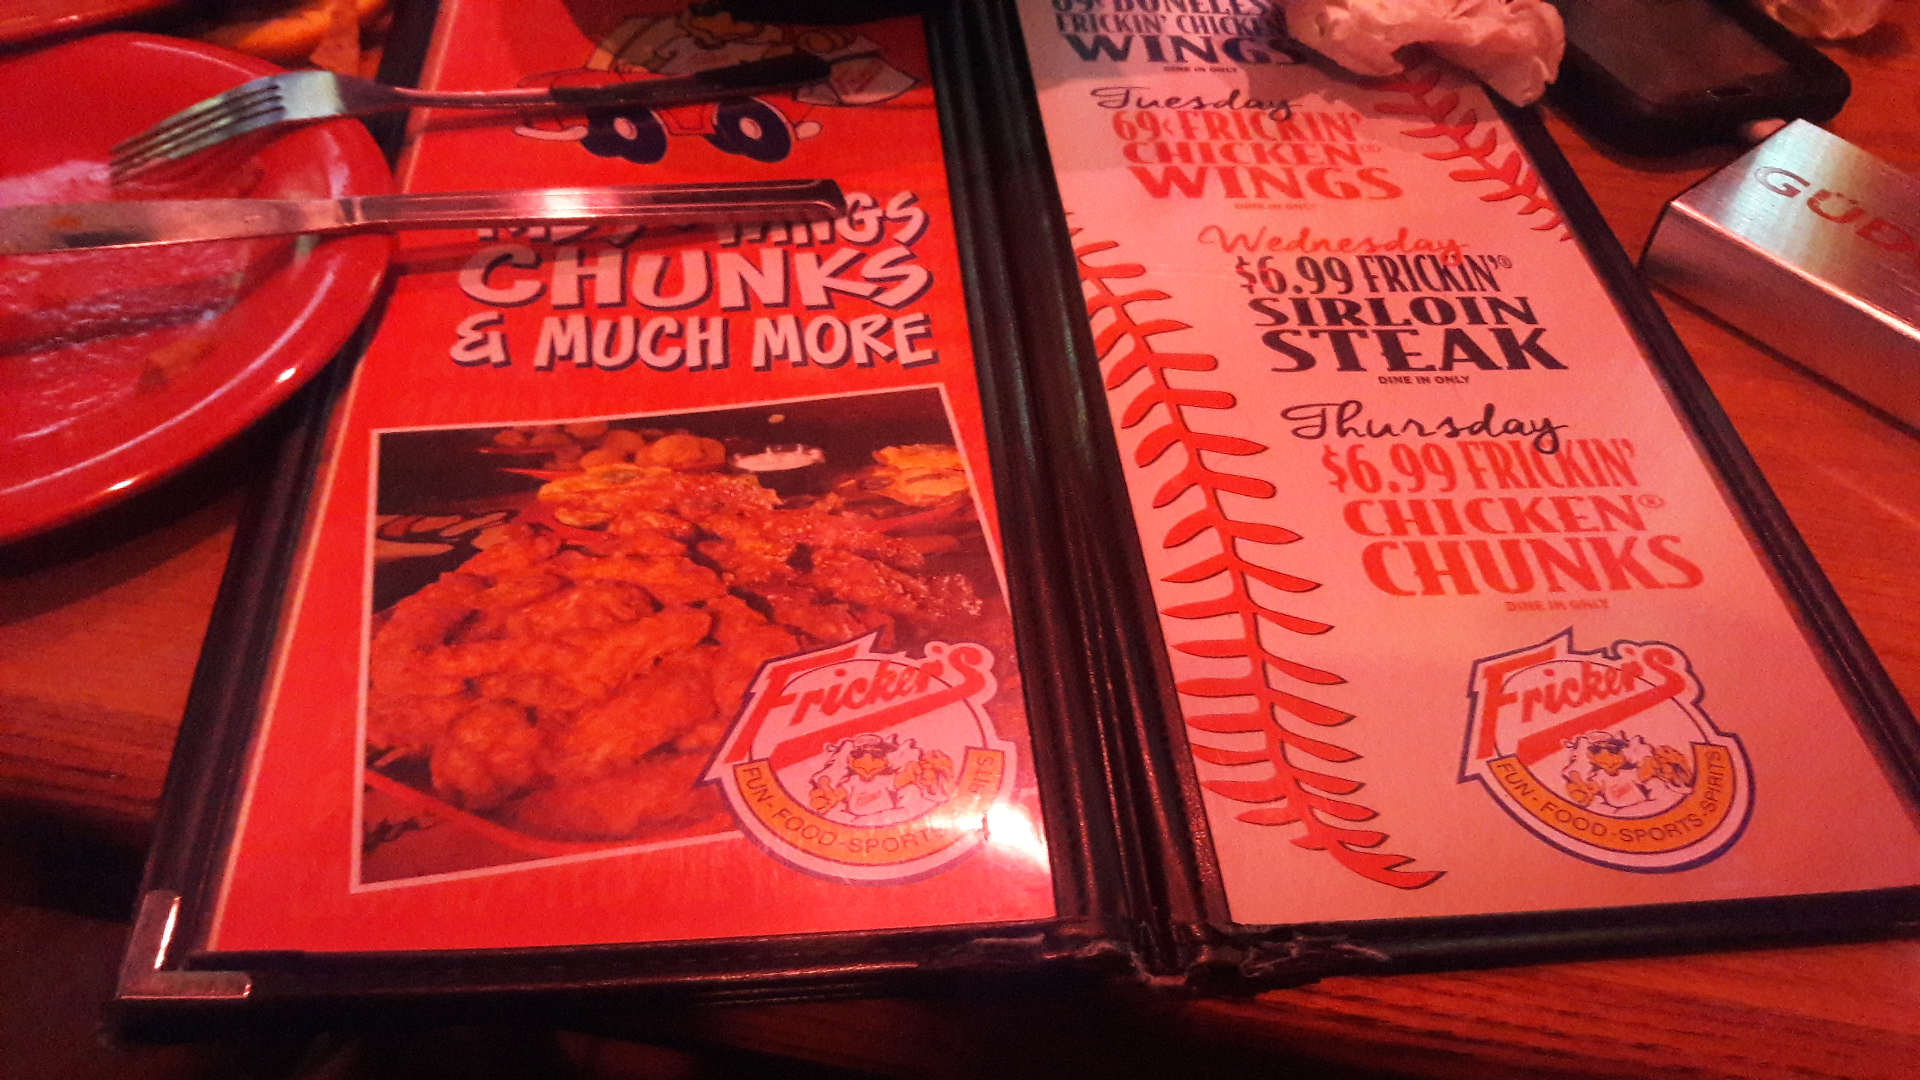 CHUNKS
& MUCH MORE
Fricker's
FUN-FOOD-SPORTS
69¢ BONELESS
FRICKIN' CHICKEN
WINGS
DINE IN ONLY
Tuesday
69¢ FRICKIN'
CHICKEN®
WINGS
DINE IN ONLY
Wednesday
$6.99 FRICKIN'®
SIRLOIN
STEAK
DINE IN ONLY
Thursday
$6.99 FRICKIN'
CHICKEN®
CHUNKS
DINE IN ONLY
Fricker's
FUN-FOOD-SPORTS-SPIRITS